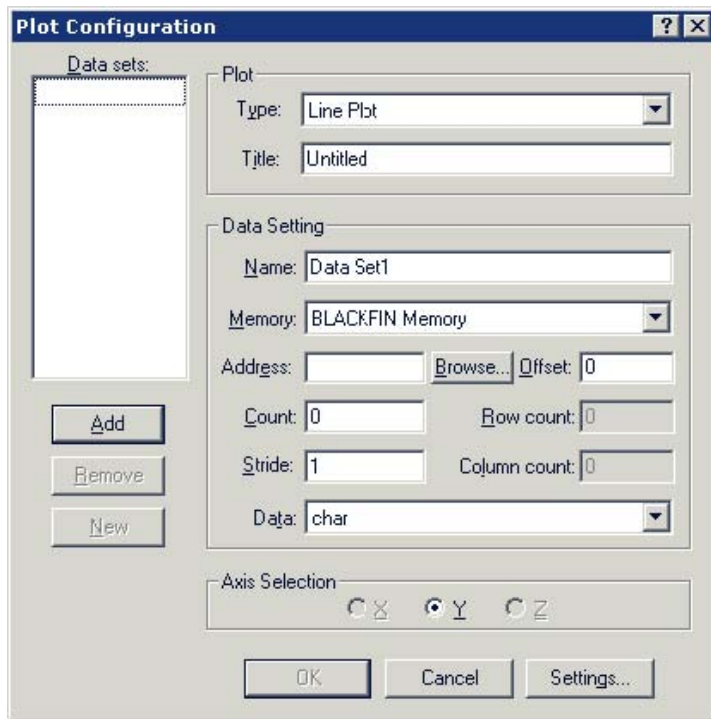 Plot Configuration
Data sets:
Plot
Type: Line Plot
Title: Untitled
Data Setting
Name: Data Set1
Memory: BLACKFIN Memory
Address: Browse... Offset: 0
Count: 0 Row count: 0
Stride: 1 Column count: 0
Data: char
Add
Remove
New
Axis Selection
X Y Z
OK Cancel Settings...